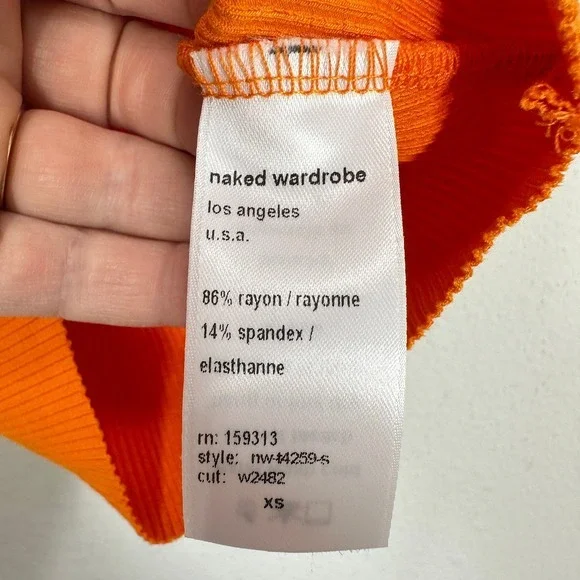 naked wardrobe
los angeles
u.s.a.
86% rayon / rayonne
14% spandex /
elasthanne
rn: 159313
style: nw-t4259-s
cut: w2482
xs